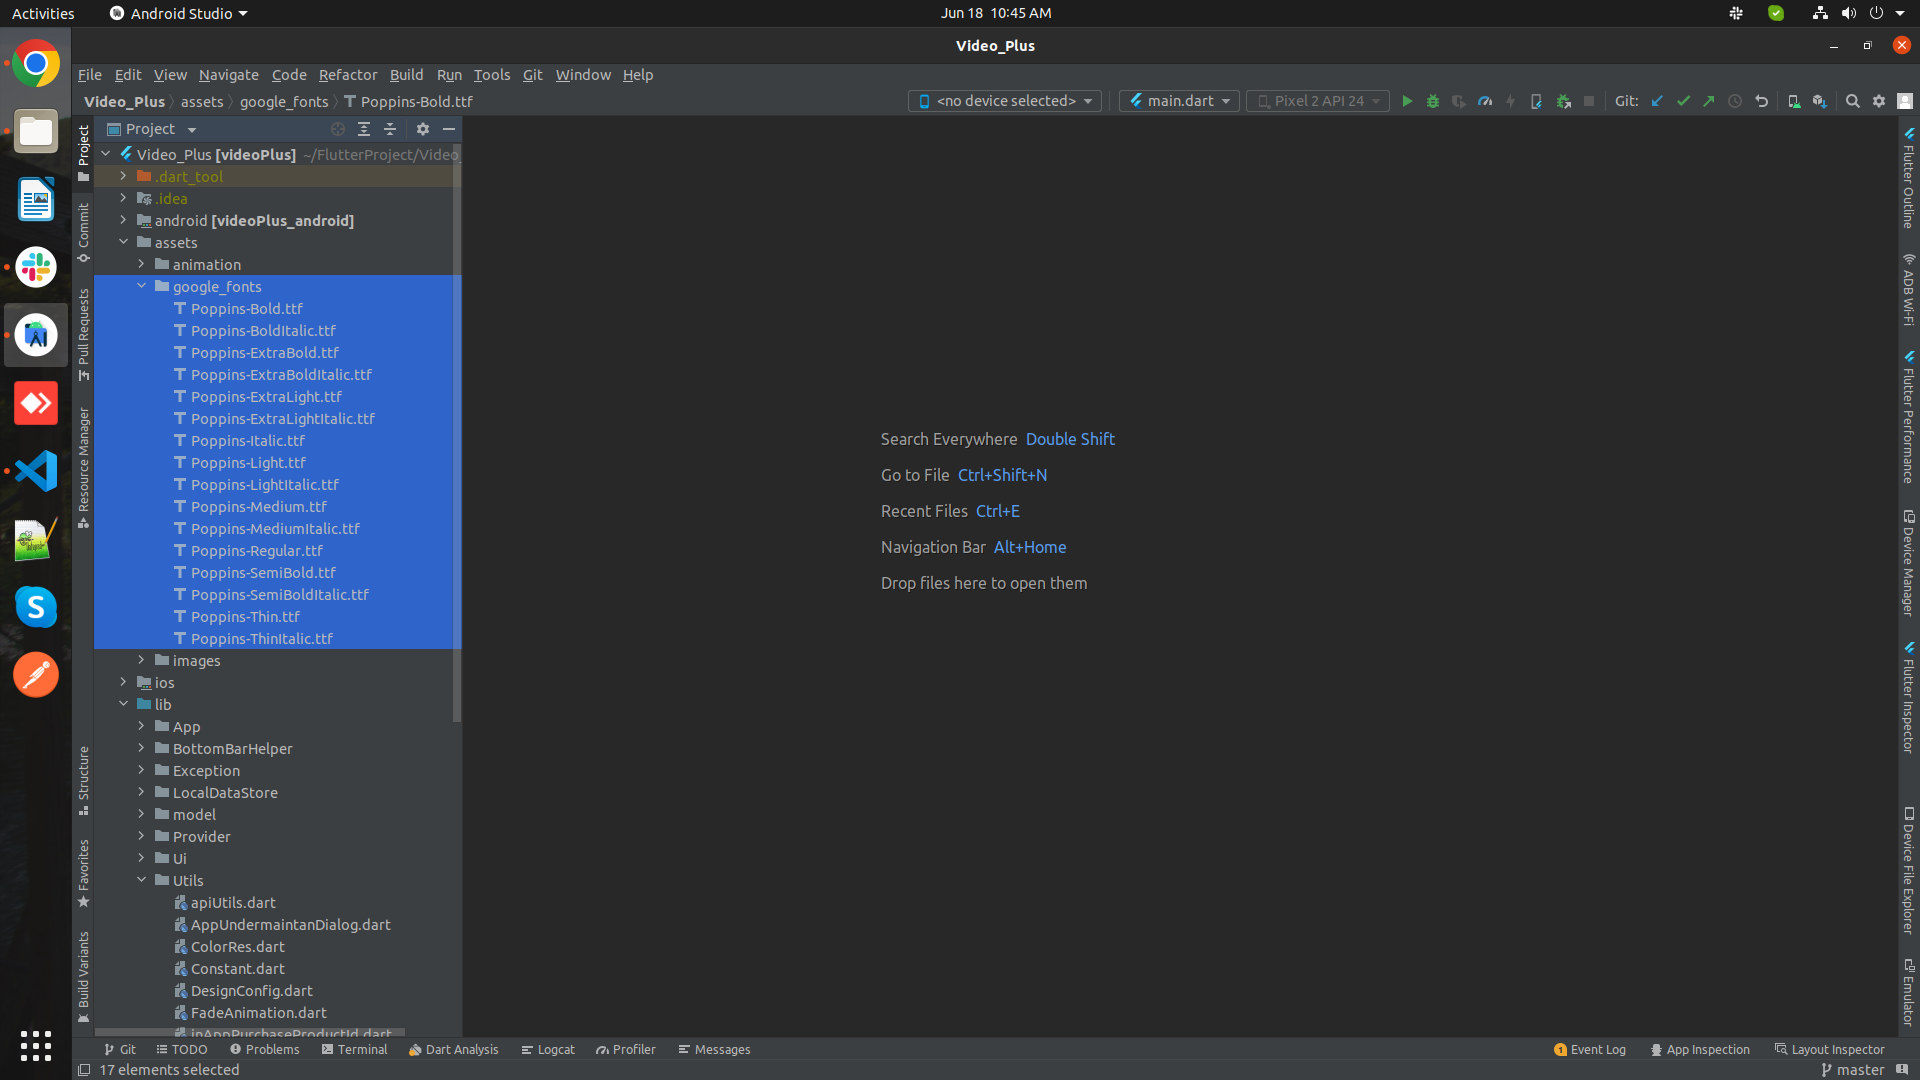 Activities
Android Studio
Jun 18 10:45 AM
Video_Plus
File Edit View Navigate Code Refactor Build Run Tools Git Window Help
Video_Plus assets google_fonts Poppins-Bold.ttf
<no device selected>
main.dart
Pixel 2 API 24
Git:
Project
Project
Commit
Pull Requests
Resource Manager
Structure
Favorites
Build Variants
Video_Plus [videoPlus] ~/FlutterProject/Video_
.dart_tool
.idea
android [videoPlus_android]
assets
animation
google_fonts
Poppins-Bold.ttf
Poppins-BoldItalic.ttf
Poppins-ExtraBold.ttf
Poppins-ExtraBoldItalic.ttf
Poppins-ExtraLight.ttf
Poppins-ExtraLightItalic.ttf
Poppins-Italic.ttf
Poppins-Light.ttf
Poppins-LightItalic.ttf
Poppins-Medium.ttf
Poppins-MediumItalic.ttf
Poppins-Regular.ttf
Poppins-SemiBold.ttf
Poppins-SemiBoldItalic.ttf
Poppins-Thin.ttf
Poppins-ThinItalic.ttf
images
ios
lib
App
BottomBarHelper
Exception
LocalDataStore
model
Provider
Ui
Utils
apiUtils.dart
AppUndermaintanDialog.dart
ColorRes.dart
Constant.dart
DesignConfig.dart
FadeAnimation.dart
inAppPurchaseProductId.dart
Search Everywhere Double Shift
Go to File Ctrl+Shift+N
Recent Files Ctrl+E
Navigation Bar Alt+Home
Drop files here to open them
Flutter Outline
ADB Wi-Fi
Flutter Performance
Device Manager
Flutter Inspector
Device File Explorer
Emulator
Git TODO Problems Terminal Dart Analysis Logcat Profiler Messages
1 Event Log App Inspection Layout Inspector
17 elements selected
master